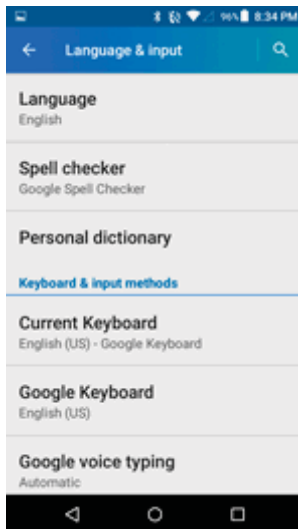 96% 8:34 PM
Language & input
Language
English
Spell checker
Google Spell Checker
Personal dictionary
Keyboard & input methods
Current Keyboard
English (US) - Google Keyboard
Google Keyboard
English (US)
Google voice typing
Automatic